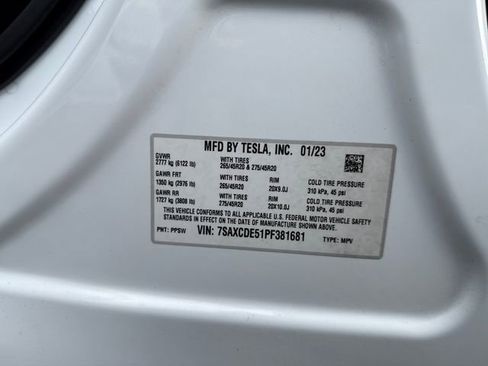 MFD BY TESLA, INC. 01/23
GVWR WITH TIRES
2777 kg (6122 lb) 265/45R20 & 275/45R20
GAWR FRT WITH TIRES RIM COLD TIRE PRESSURE
1350 kg (2976 lb) 265/45R20 20X9.0J 310 kPa, 45 psi
GAWR RR WITH TIRES RIM COLD TIRE PRESSURE
1727 kg (3808 lb) 275/45R20 20X10.0J 310 kPa, 45 psi
THIS VEHICLE CONFORMS TO ALL APPLICABLE U.S. FEDERAL MOTOR VEHICLE SAFETY
STANDARDS IN EFFECT ON THE DATE OF MANUFACTURE SHOWN ABOVE.
PNT: PPSW VIN: 7SAXCDE51PF381681 TYPE: MPV